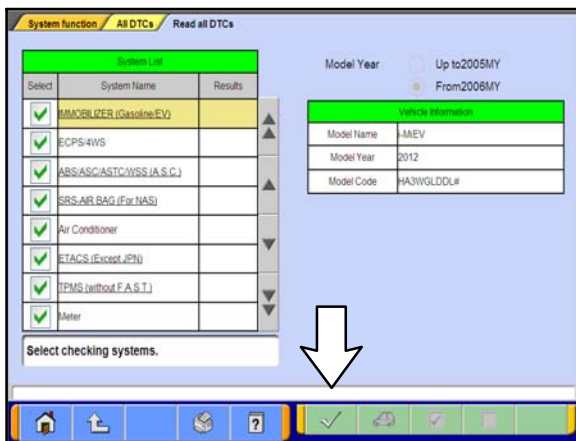 System function
All DTCs
Read all DTCs
System List
Select
System Name
Results
IMMOBILIZER (Gasoline/EV)
ECPS/4WS
ABS/ASC/ASTC/WSS (A.S.C.)
SRS-AIR BAG (For NAS)
Air Conditioner
ETACS (Except JPN)
TPMS (without F.A.S.T.)
Meter
Select checking systems.
Model Year
Up to2005MY
From2006MY
Vehicle Information
Model Name
i-MiEV
Model Year
2012
Model Code
HA3WGLDDL#
?